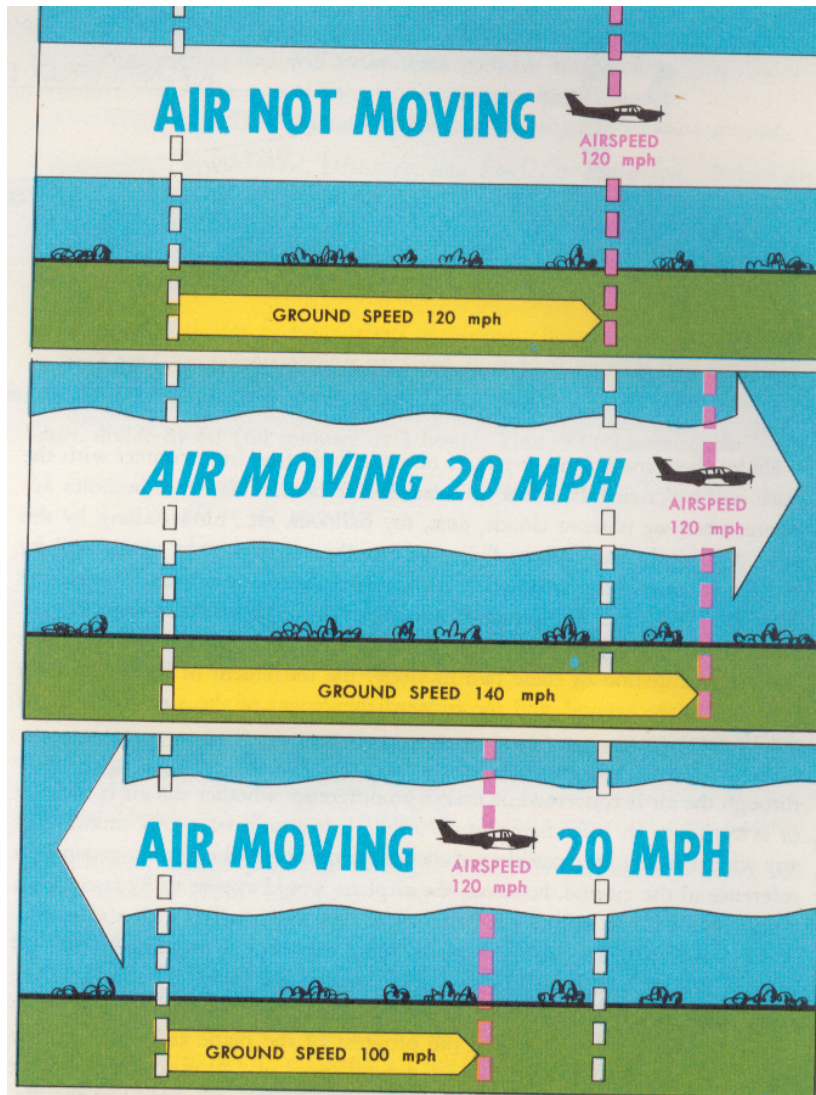 AIR NOT MOVING
AIRSPEED
120 mph
GROUND SPEED 120 mph
AIR MOVING 20 MPH
AIRSPEED
120 mph
GROUND SPEED 140 mph
AIR MOVING 20 MPH
AIRSPEED
120 mph
GROUND SPEED 100 mph